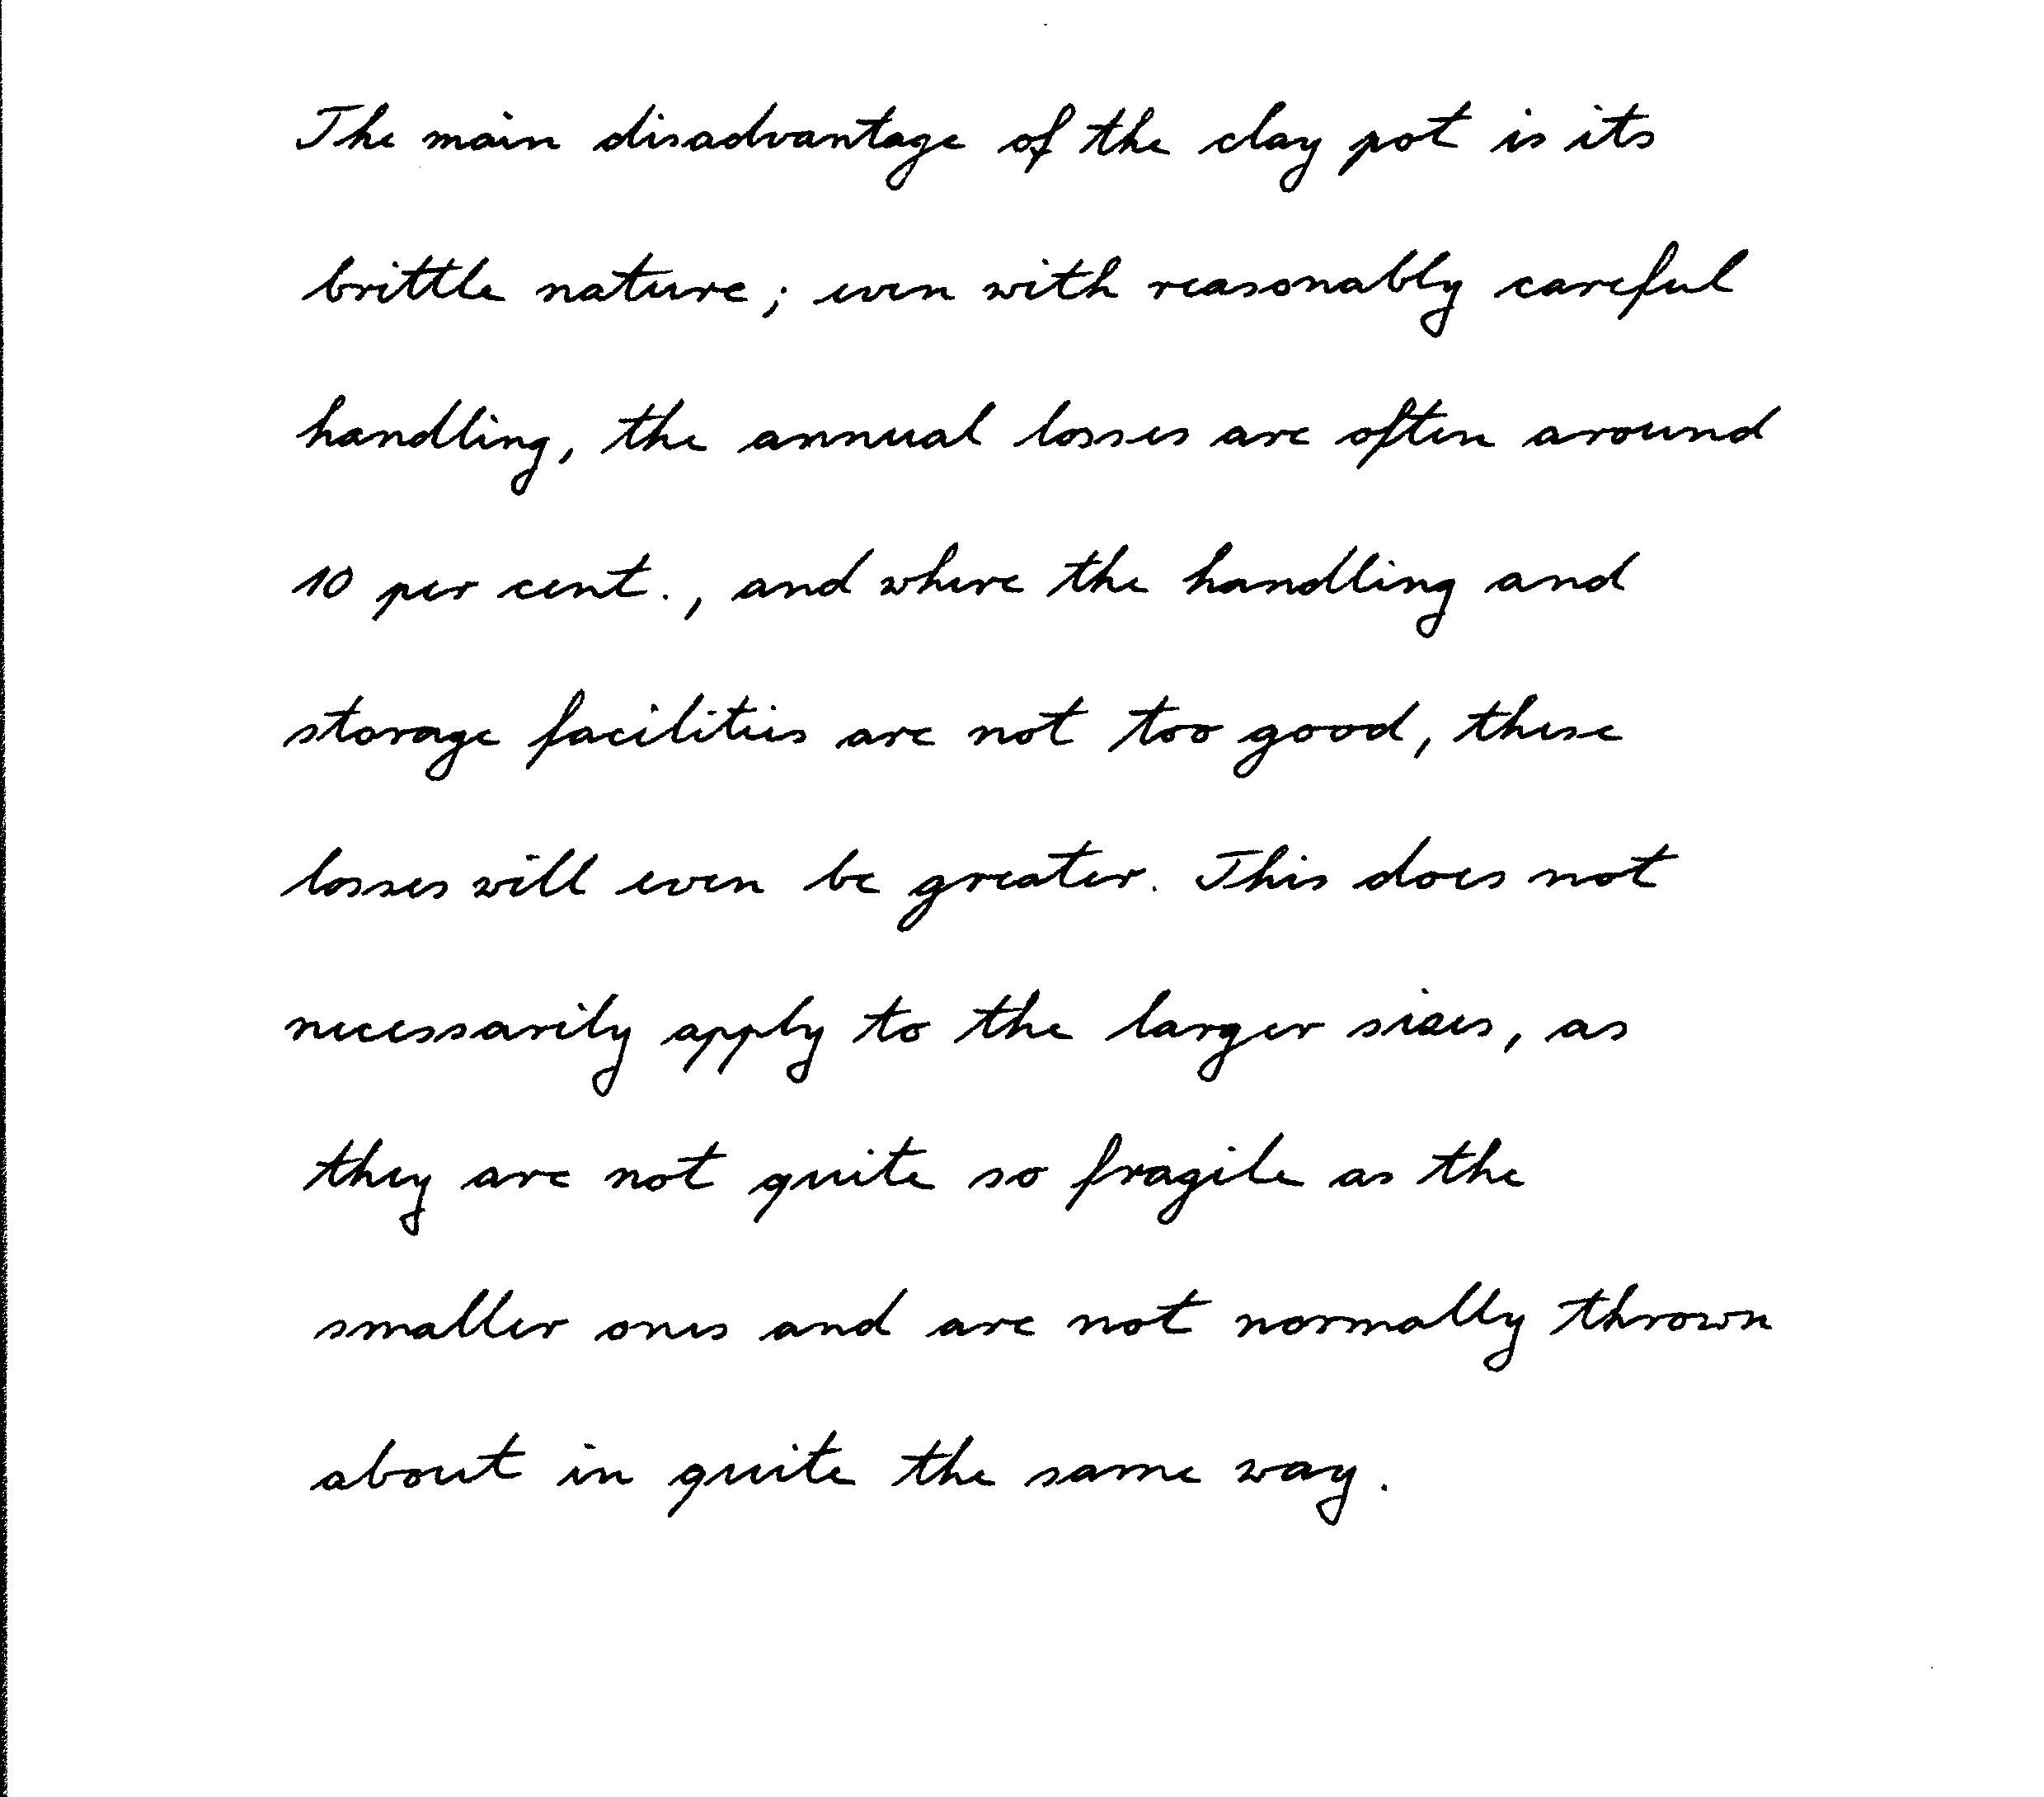 The main disadvantage of the clay pot is its
brittle nature; even with reasonably careful
handling, the annual losses are often around
10 per cent., and where the handling and
storage facilities are not too good, these
losses will even be greater. This does not
necessarily apply to the larger sizes, as
they are not quite so fragile as the
smaller ones and are not normally thrown
about in quite the same way.